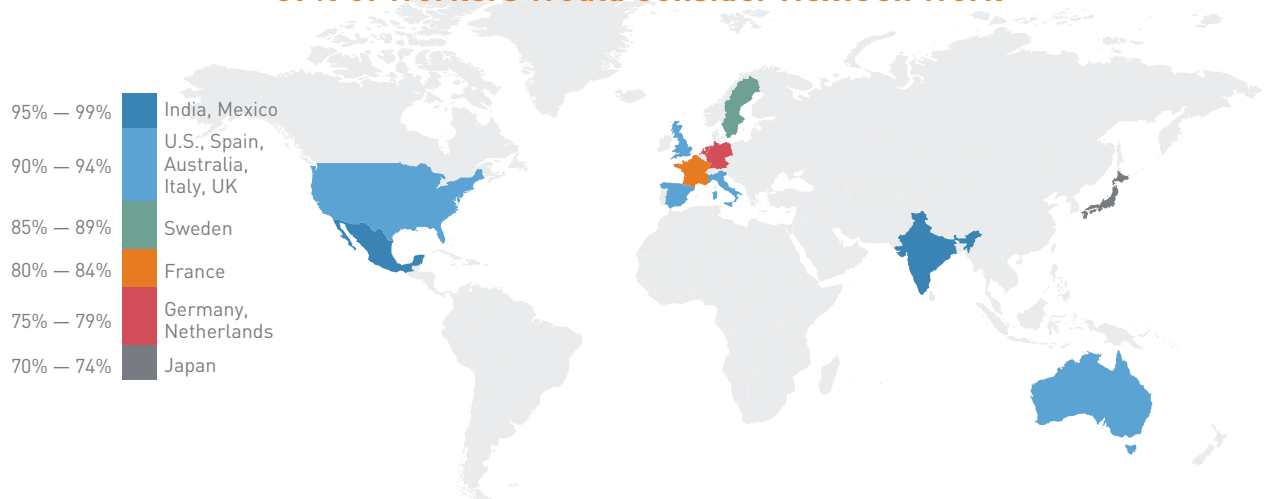 95% — 99%
India, Mexico
90% — 94%
U.S., Spain,
Australia,
Italy, UK
85% — 89%
Sweden
80% — 84%
France
75% — 79%
Germany,
Netherlands
70% — 74%
Japan